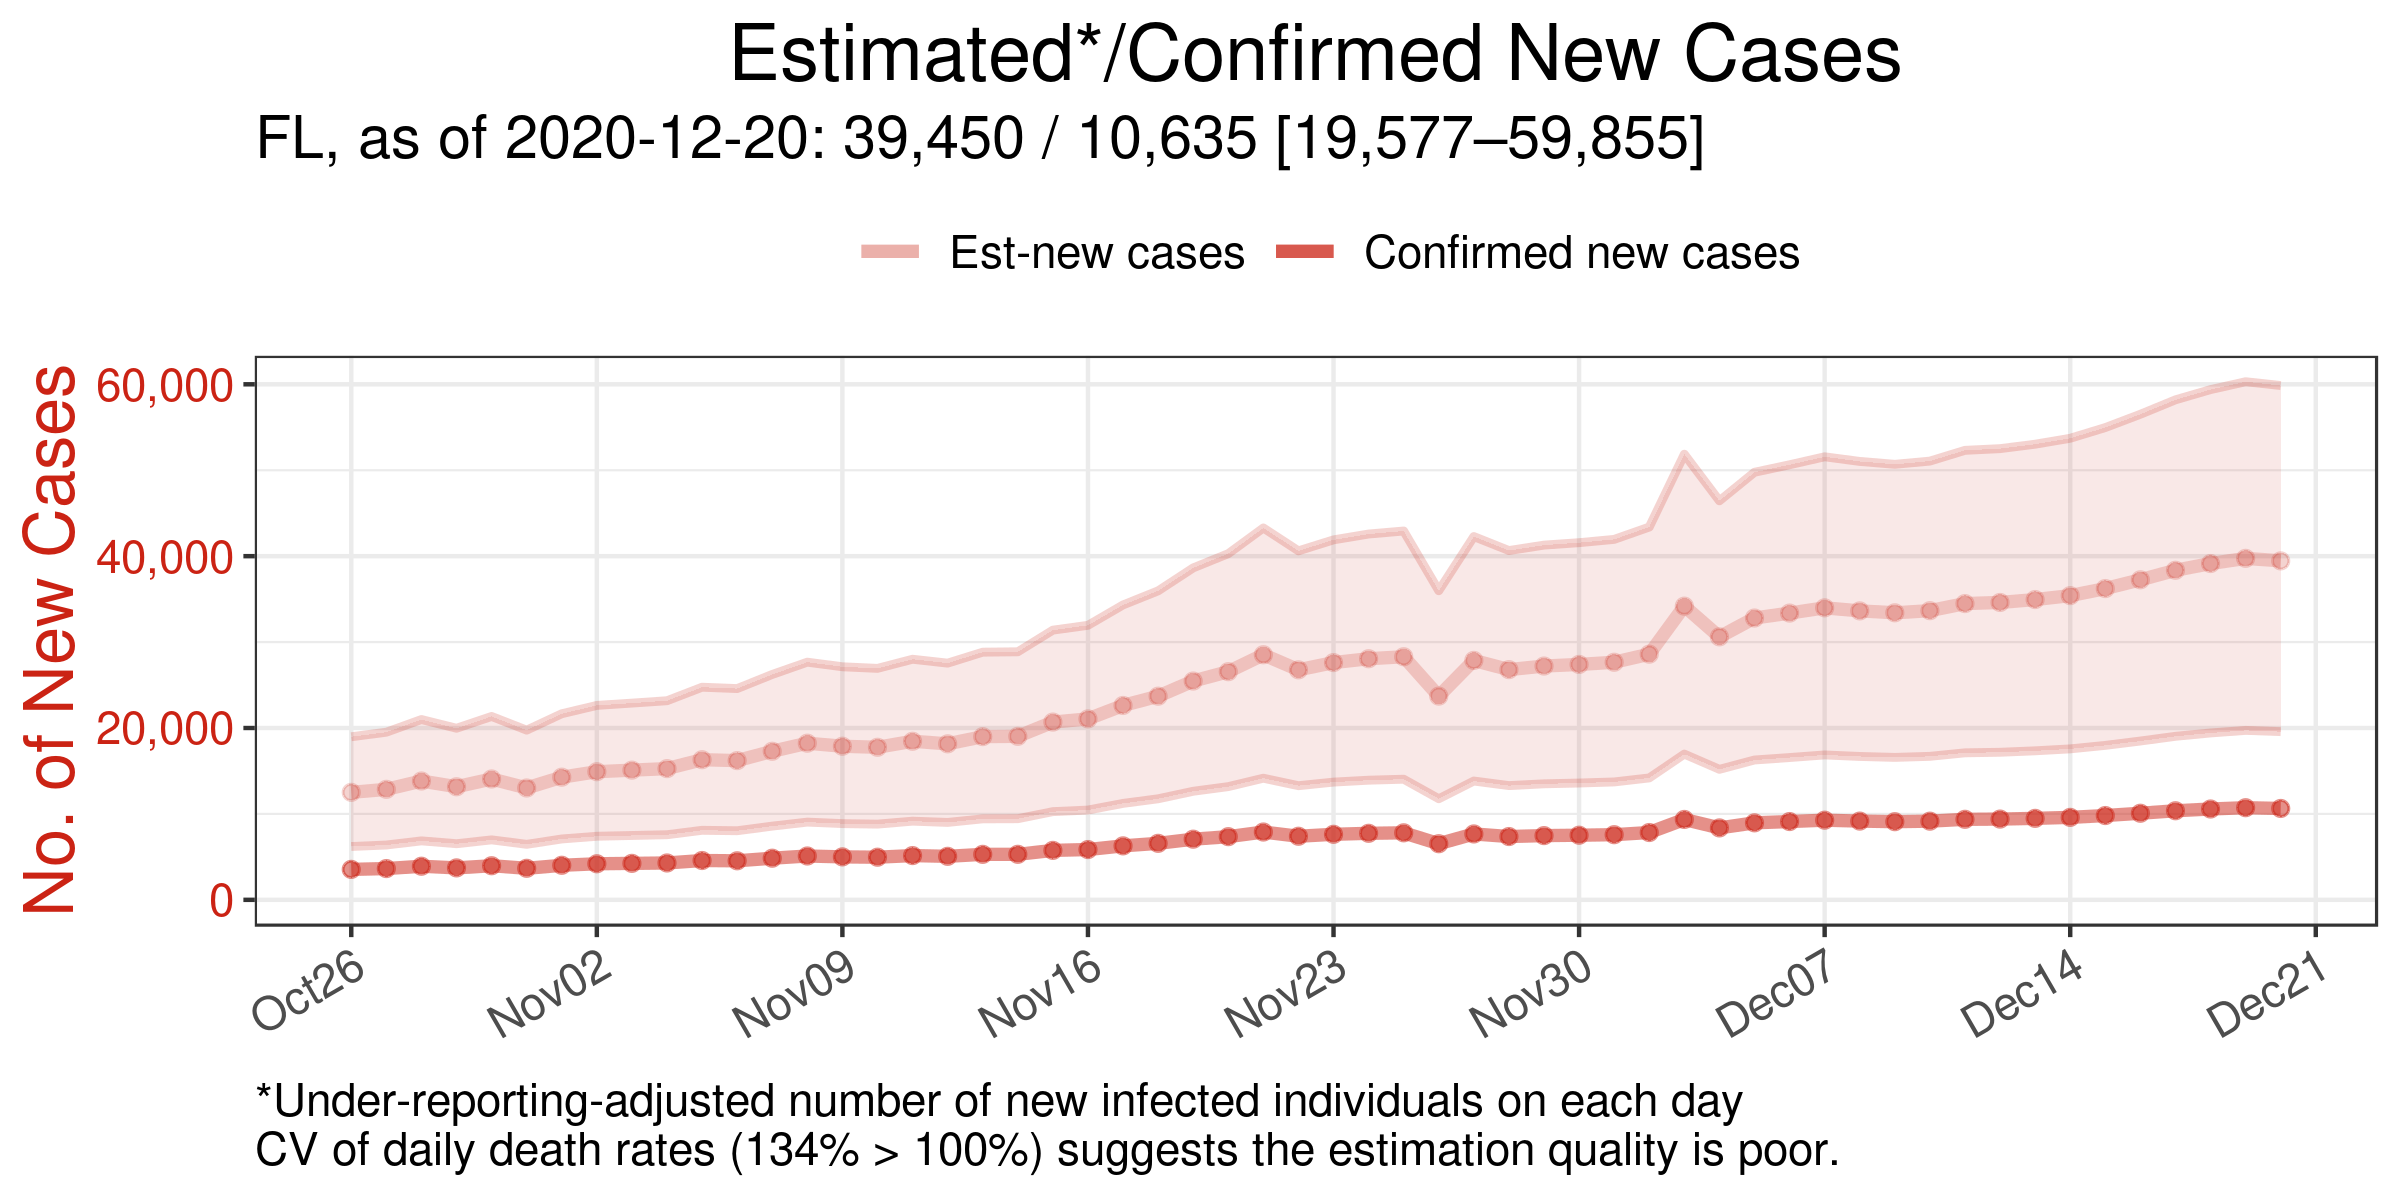 Estimated*/Confirmed New Cases
FL, as of 2020-12-20: 39,450 / 10,635 [19,577–59,855]
Est-new cases
Confirmed new cases
No. of New Cases
60,000
40,000
20,000
0
Oct26
Nov02
Nov09
Nov16
Nov23
Nov30
Dec07
Dec14
Dec21
*Under-reporting-adjusted number of new infected individuals on each day
CV of daily death rates (134% > 100%) suggests the estimation quality is poor.